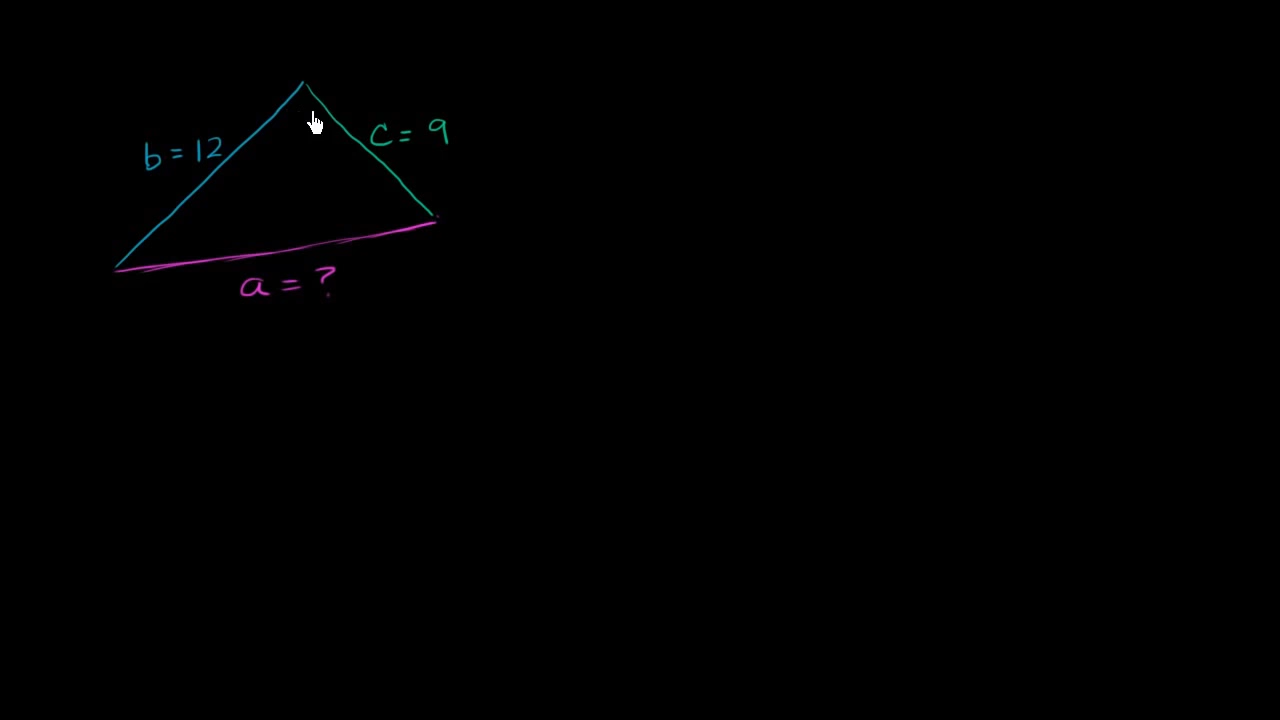 b = 12
c = 9
a = ?